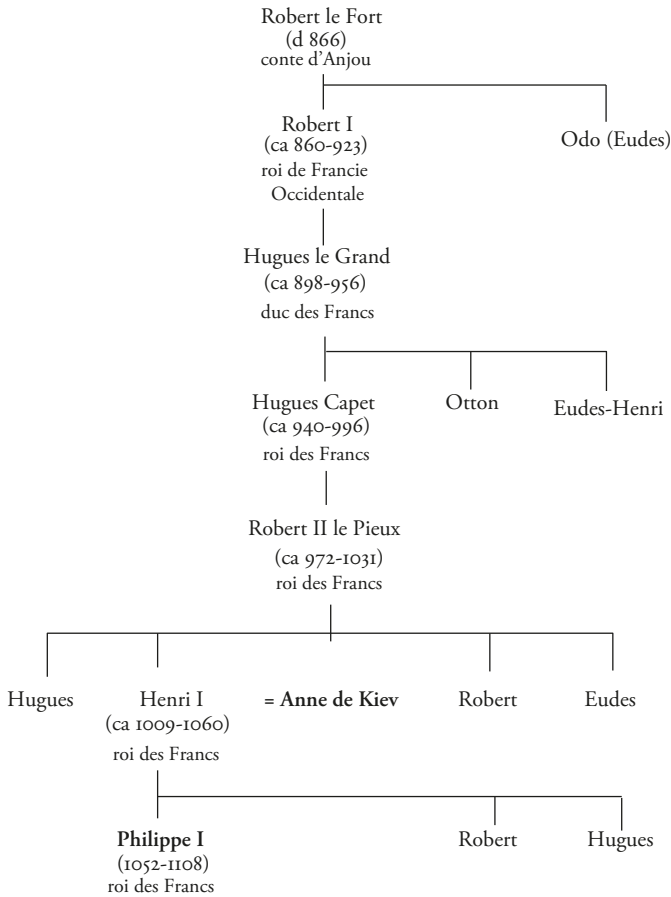 Robert le Fort
(d 866)
conte d'Anjou
Robert I
(ca 860-923)
roi de Francie
Occidentale
Odo (Eudes)
Hugues le Grand
(ca 898-956)
duc des Francs
Hugues Capet
(ca 940-996)
roi des Francs
Otton
Eudes-Henri
Robert II le Pieux
(ca 972-1031)
roi des Francs
Hugues
Henri I
(ca 1009-1060)
roi des Francs
= Anne de Kiev
Robert
Eudes
Philippe I
(1052-1108)
roi des Francs
Robert
Hugues